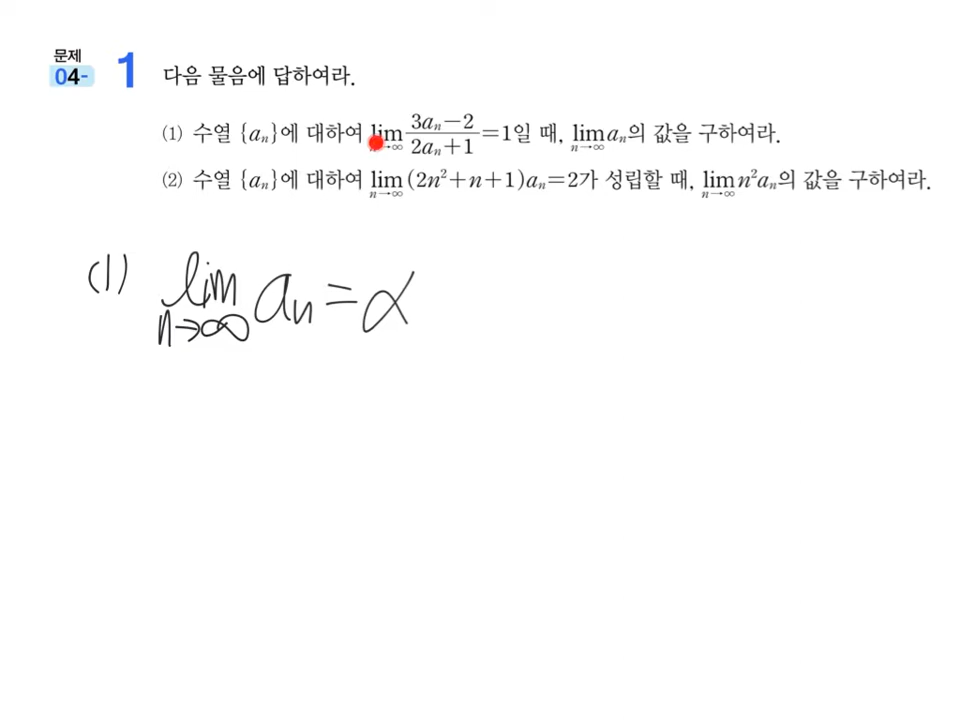 문제
04- 1 다음 물음에 답하여라.
(1) 수열 {aₙ}에 대하여 lim_{n→∞} (3aₙ−2)/(2aₙ+1) =1일 때, lim_{n→∞} aₙ의 값을 구하여라.
(2) 수열 {aₙ}에 대하여 lim_{n→∞} (2n²+n+1)aₙ=2가 성립할 때, lim_{n→∞} n²aₙ의 값을 구하여라.
(1) lim_{n→∞} aₙ = α